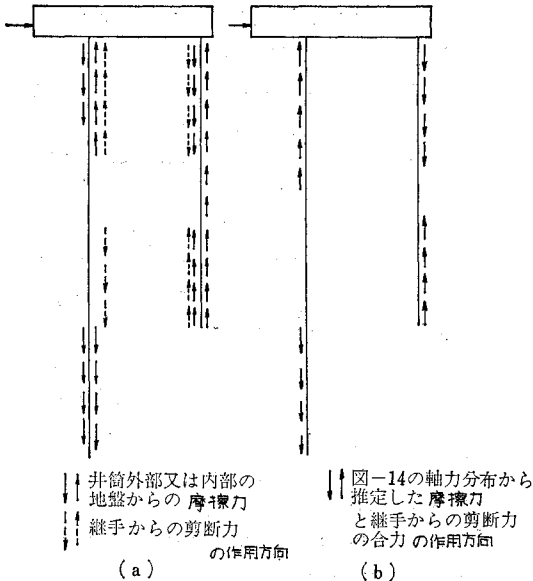 井筒外部又は内部の
地盤からの 摩擦力
継手からの剪断力
の作用方向
(a)
図-14の軸力分布から
推定した 摩擦力
と継手からの剪断力
の合力 の作用方向
(b)